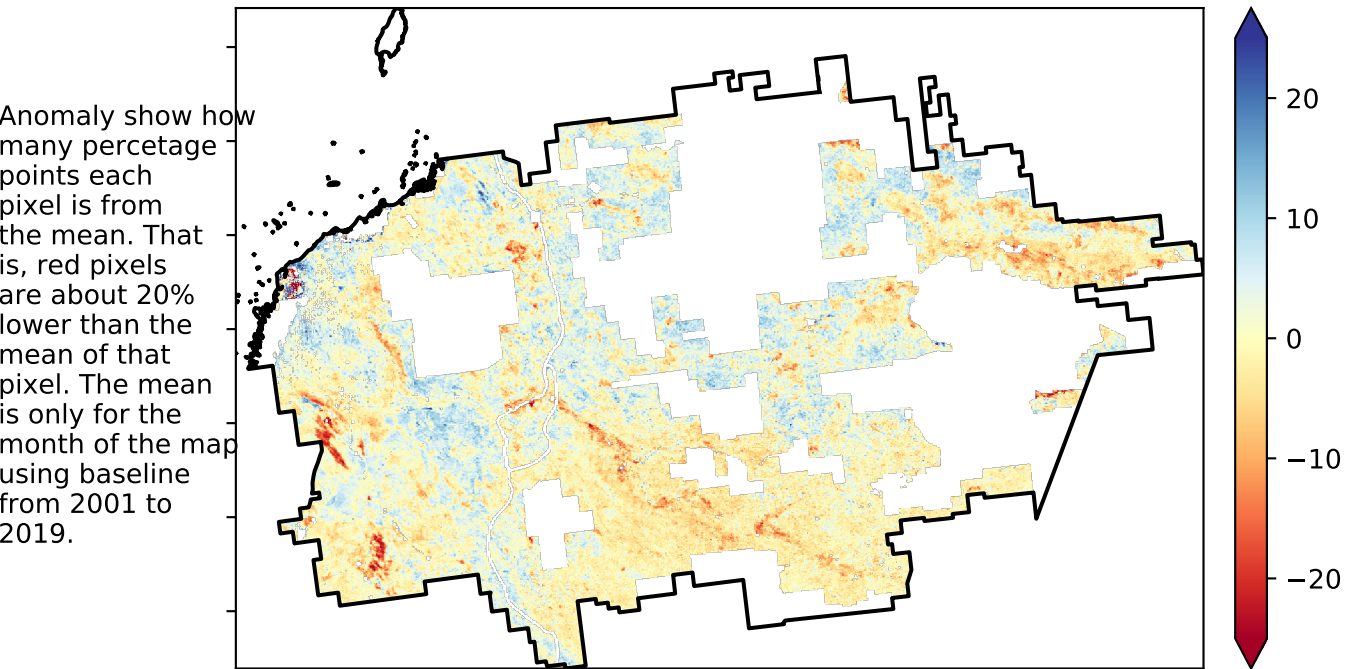 Anomaly show how
many percetage
points each
pixel is from
the mean. That
is, red pixels
are about 20%
lower than the
mean of that
pixel. The mean
is only for the
month of the map
using baseline
from 2001 to
2019.
20
10
0
−10
−20